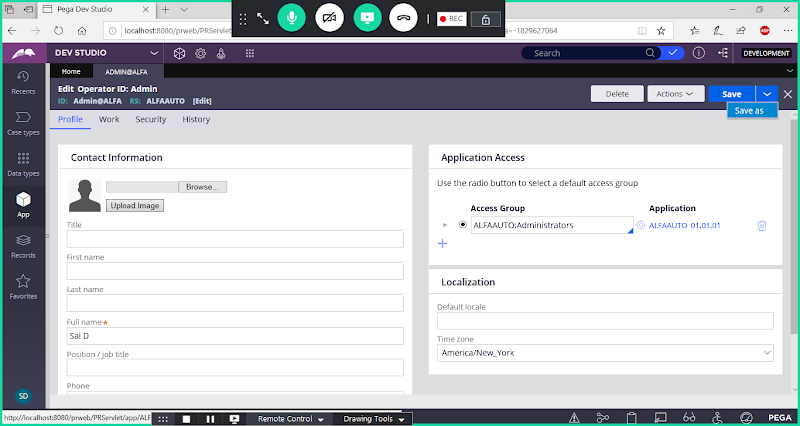 Pega Dev Studio
REC
localhost:8080/prweb/PRServlet
a=-1829627064
DEV STUDIO
Search
DEVELOPMENT
Recents
Case types
Data types
App
Records
Favorites
SD
Home
ADMIN@ALFA
Edit Operator ID: Admin
ID: Admin@ALFA RS: ALFAAUTO [Edit]
Delete
Actions
Save
Save as
Profile
Work
Security
History
Contact Information
Browse...
Upload Image
Title
First name
Last name
Full name★
Sai D
Position / job title
Phone
Application Access
Use the radio button to select a default access group
Access Group
Application
ALFAAUTO:Administrators
ALFAAUTO 01.01.01
Localization
Default locale
Time zone
America/New_York
http://localhost:8080/prweb/PRServlet/app/ALF
Remote Control
Drawing Tools
PEGA